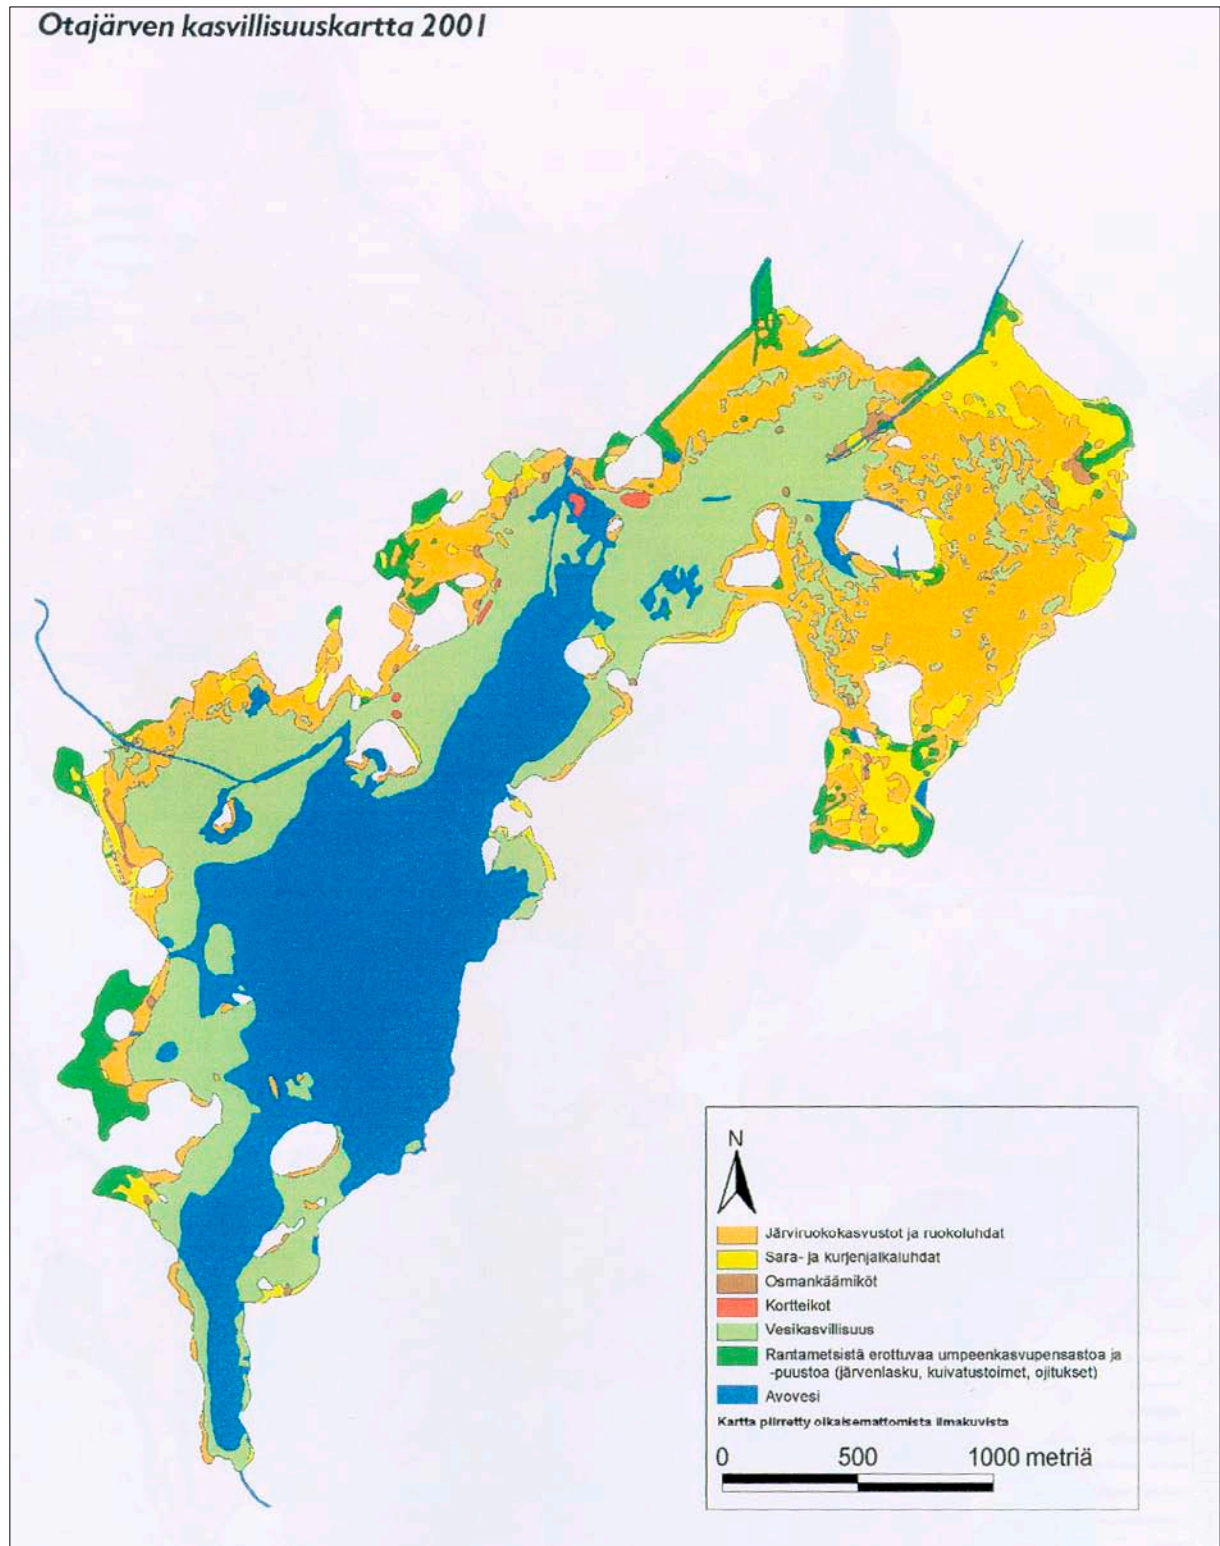 Otajärven kasvillisuuskartta 2001
N
Järviruokokasvustot ja ruokoluhdat
Sara- ja kurjenjalkaluhdat
Osmankäämiköt
Kortteikot
Vesikasvillisuus
Rantametsistä erottuvaa umpeenkasvupensastoa ja
-puustoa (järvenlasku, kuivatustoimet, ojitukset)
Avovesi
Kartta piirretty oikaisemattomista ilmakuvista
0 500 1000 metriä